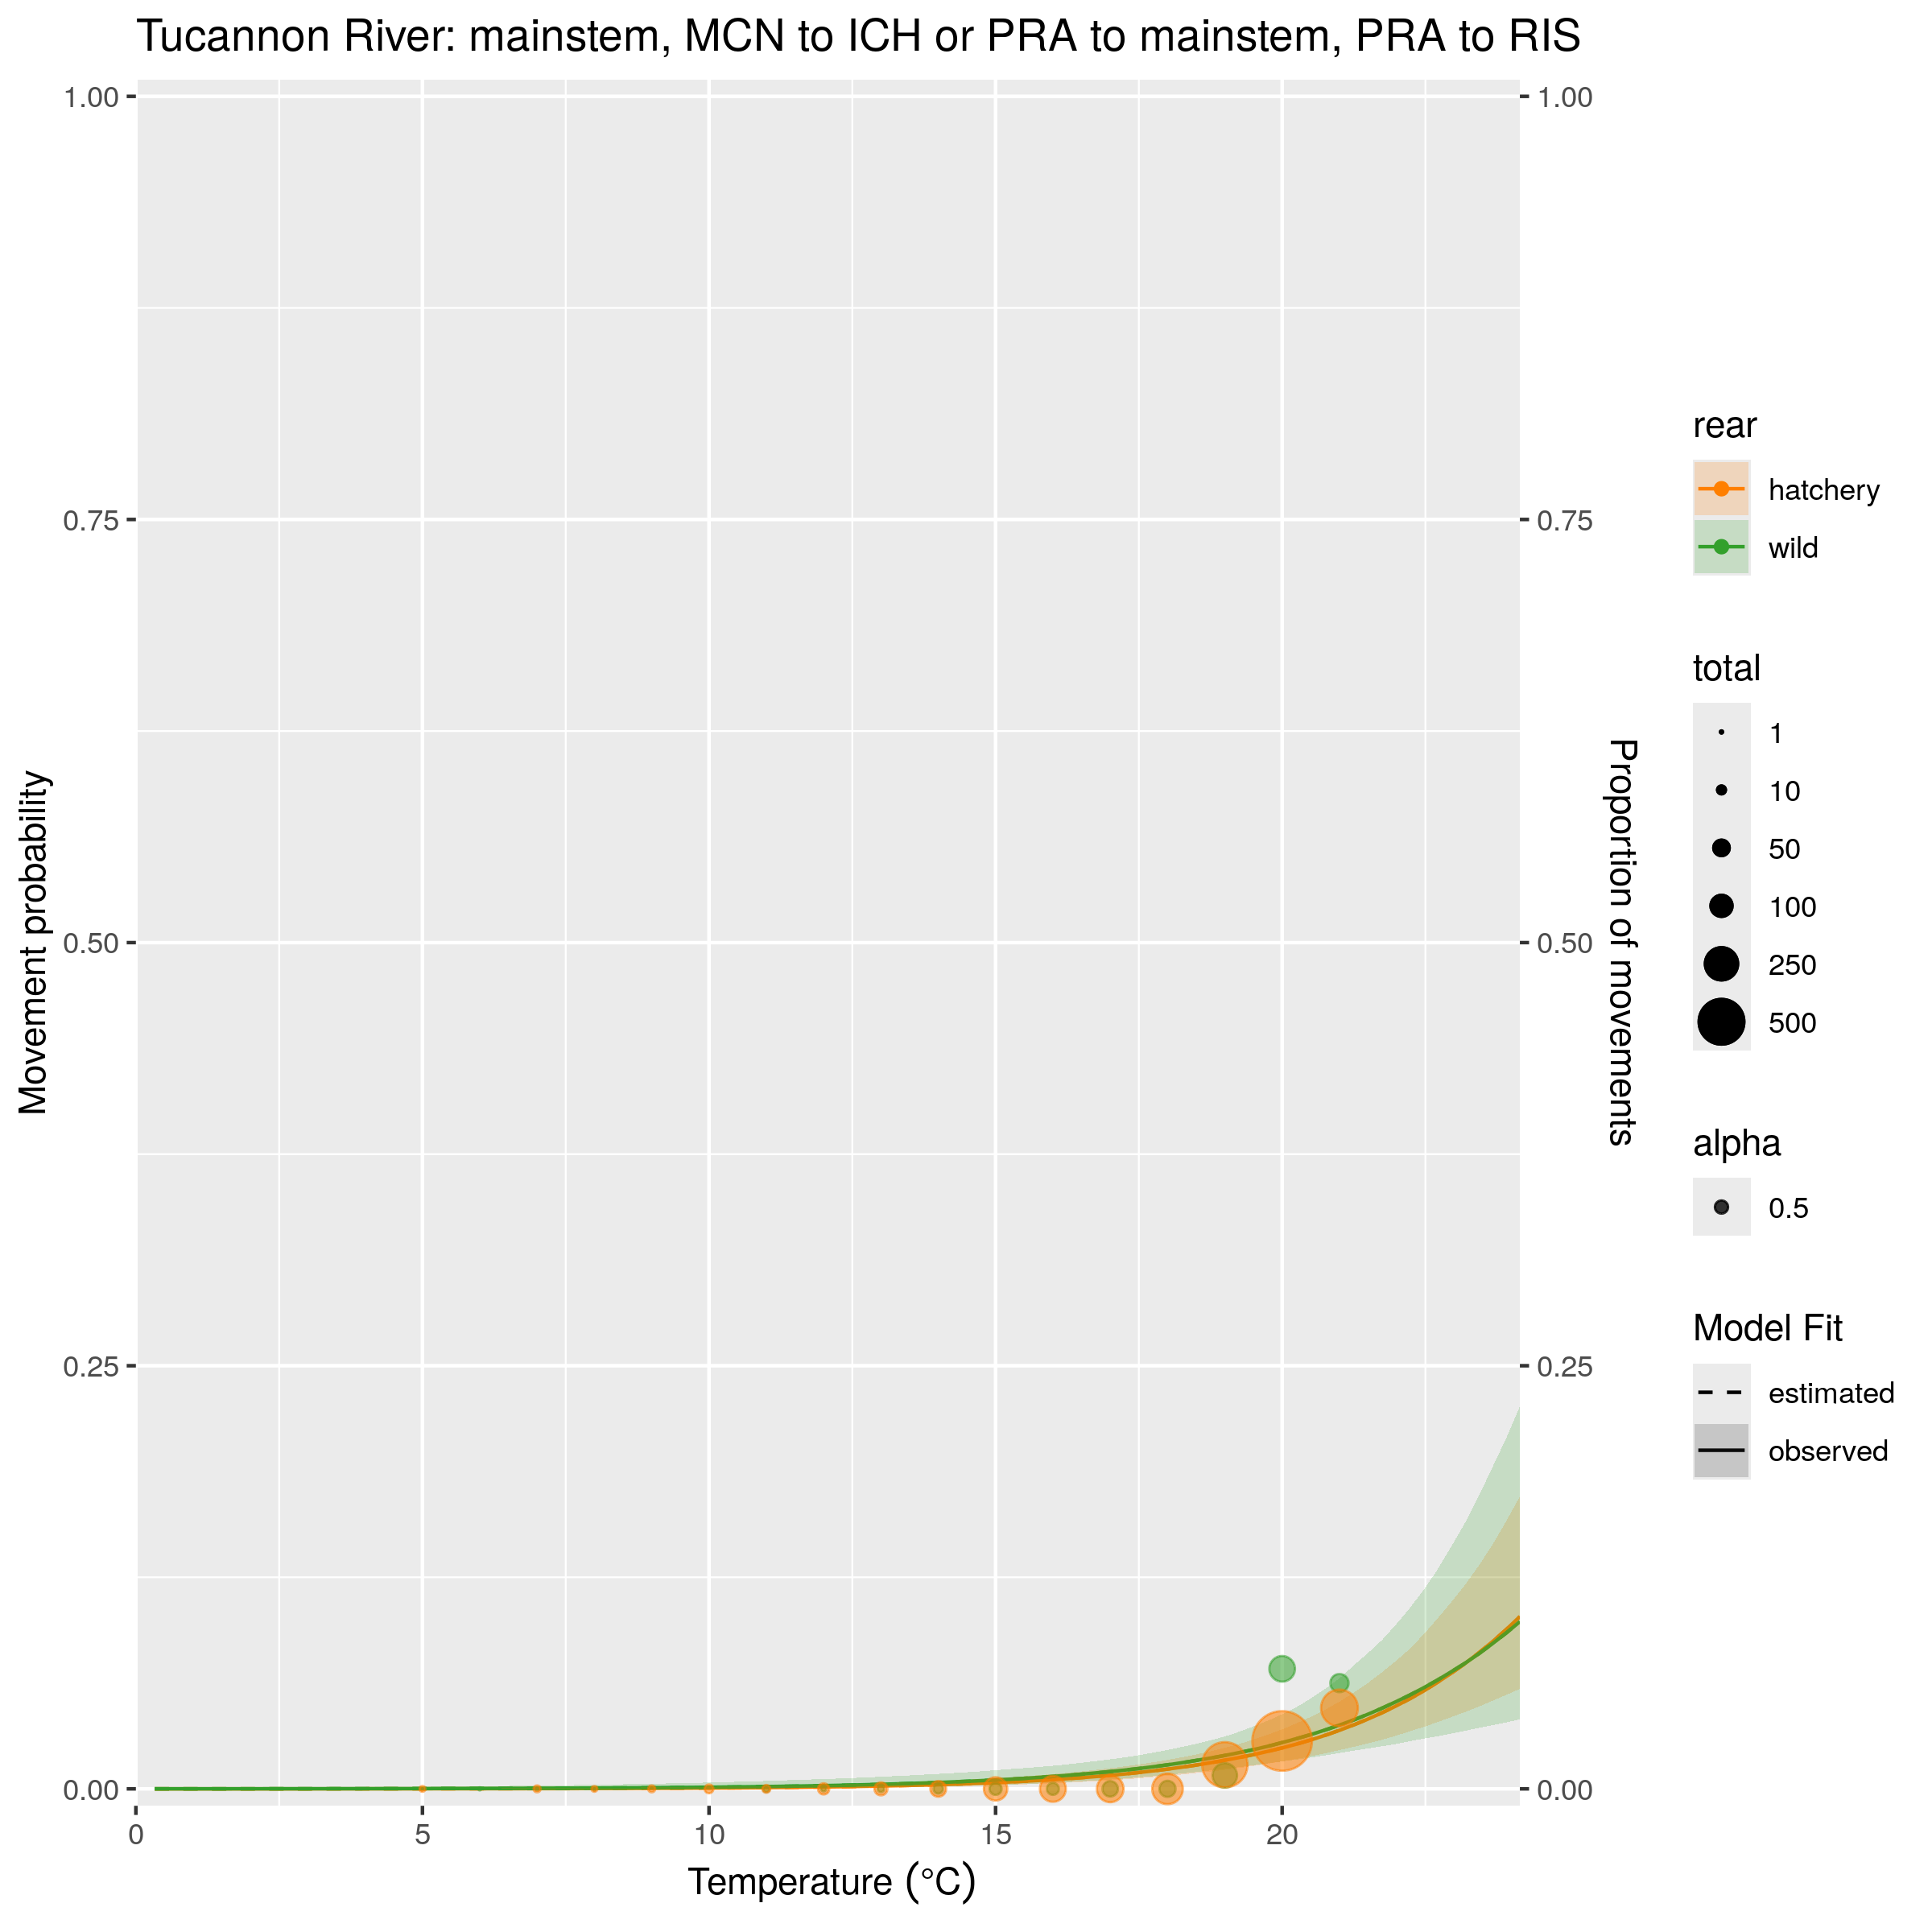 Tucannon River: mainstem, MCN to ICH or PRA to mainstem, PRA to RIS
Movement probability
1.00
0.75
0.50
0.25
0.00
0
5
10
15
20
Temperature (°C)
1.00
0.75
0.50
0.25
0.00
Proportion of movements
rear
hatchery
wild
total
1
10
50
100
250
500
alpha
0.5
Model Fit
estimated
observed